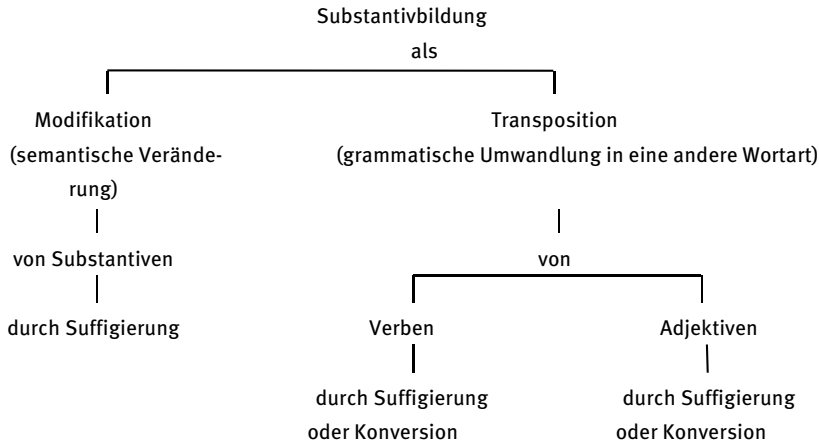 Substantivbildung
als
Modifikation
(semantische Verände-
rung)
Transposition
(grammatische Umwandlung in eine andere Wortart)
von Substantiven
durch Suffigierung
von
Verben
durch Suffigierung
oder Konversion
Adjektiven
durch Suffigierung
oder Konversion